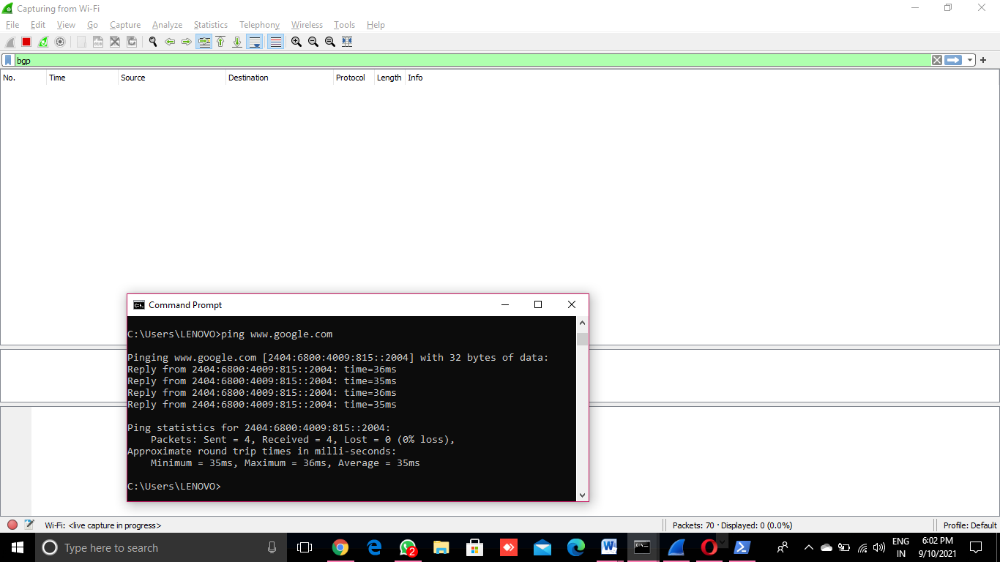 Capturing from Wi-Fi
File Edit View Go Capture Analyze Statistics Telephony Wireless Tools Help
bgp
No. Time Source Destination Protocol Length Info
Command Prompt
C:\Users\LENOVO>ping www.google.com
Pinging www.google.com [2404:6800:4009:815::2004] with 32 bytes of data:
Reply from 2404:6800:4009:815::2004: time=36ms
Reply from 2404:6800:4009:815::2004: time=35ms
Reply from 2404:6800:4009:815::2004: time=36ms
Reply from 2404:6800:4009:815::2004: time=35ms
Ping statistics for 2404:6800:4009:815::2004:
Packets: Sent = 4, Received = 4, Lost = 0 (0% loss),
Approximate round trip times in milli-seconds:
Minimum = 35ms, Maximum = 36ms, Average = 35ms
C:\Users\LENOVO>
Wi-Fi: <live capture in progress> Packets: 70 · Displayed: 0 (0.0%) Profile: Default
Type here to search 2 ENG 6:02 PM
IN 9/10/2021